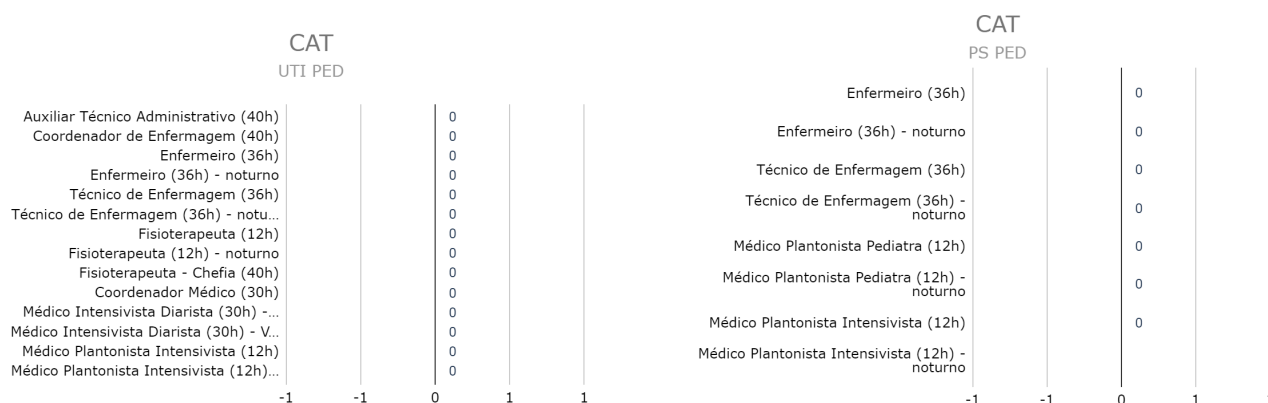 CAT
UTI PED
Auxiliar Técnico Administrativo (40h) 0
Coordenador de Enfermagem (40h) 0
Enfermeiro (36h) 0
Enfermeiro (36h) - noturno 0
Técnico de Enfermagem (36h) 0
Técnico de Enfermagem (36h) - notu... 0
Fisioterapeuta (12h) 0
Fisioterapeuta (12h) - noturno 0
Fisioterapeuta - Chefia (40h) 0
Coordenador Médico (30h) 0
Médico Intensivista Diarista (30h) -... 0
Médico Intensivista Diarista (30h) - V... 0
Médico Plantonista Intensivista (12h) 0
Médico Plantonista Intensivista (12h)... 0
-1 -1 0 1 1
CAT
PS PED
Enfermeiro (36h) 0
Enfermeiro (36h) - noturno 0
Técnico de Enfermagem (36h) 0
Técnico de Enfermagem (36h) -
noturno 0
Médico Plantonista Pediatra (12h) 0
Médico Plantonista Pediatra (12h) -
noturno 0
Médico Plantonista Intensivista (12h) 0
Médico Plantonista Intensivista (12h) -
noturno
-1 -1 0 1